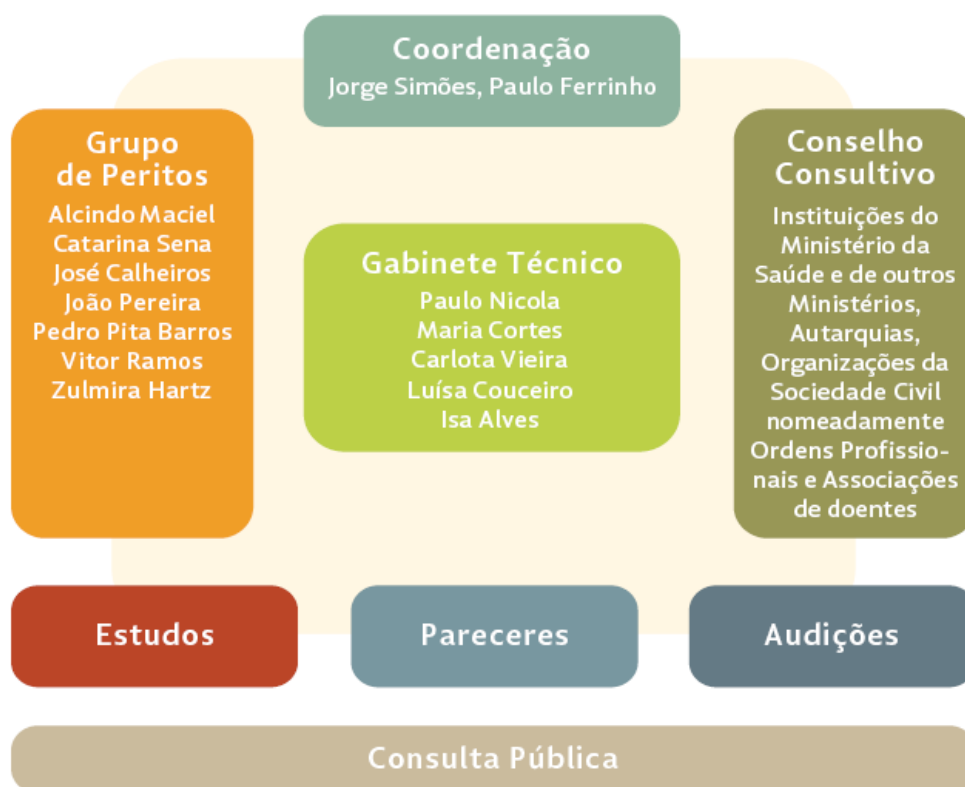 Coordenação
Jorge Simões, Paulo Ferrinho
Grupo
de Peritos
Alcindo Maciel
Catarina Sena
José Calheiros
João Pereira
Pedro Pita Barros
Vitor Ramos
Zulmira Hartz
Gabinete Técnico
Paulo Nicola
Maria Cortes
Carlota Vieira
Luísa Couceiro
Isa Alves
Conselho
Consultivo
Instituições do
Ministério da
Saúde e de outros
Ministérios,
Autarquias,
Organizações da
Sociedade Civil
nomeadamente
Ordens Profissio-
nais e Associações
de doentes
Estudos
Pareceres
Audições
Consulta Pública